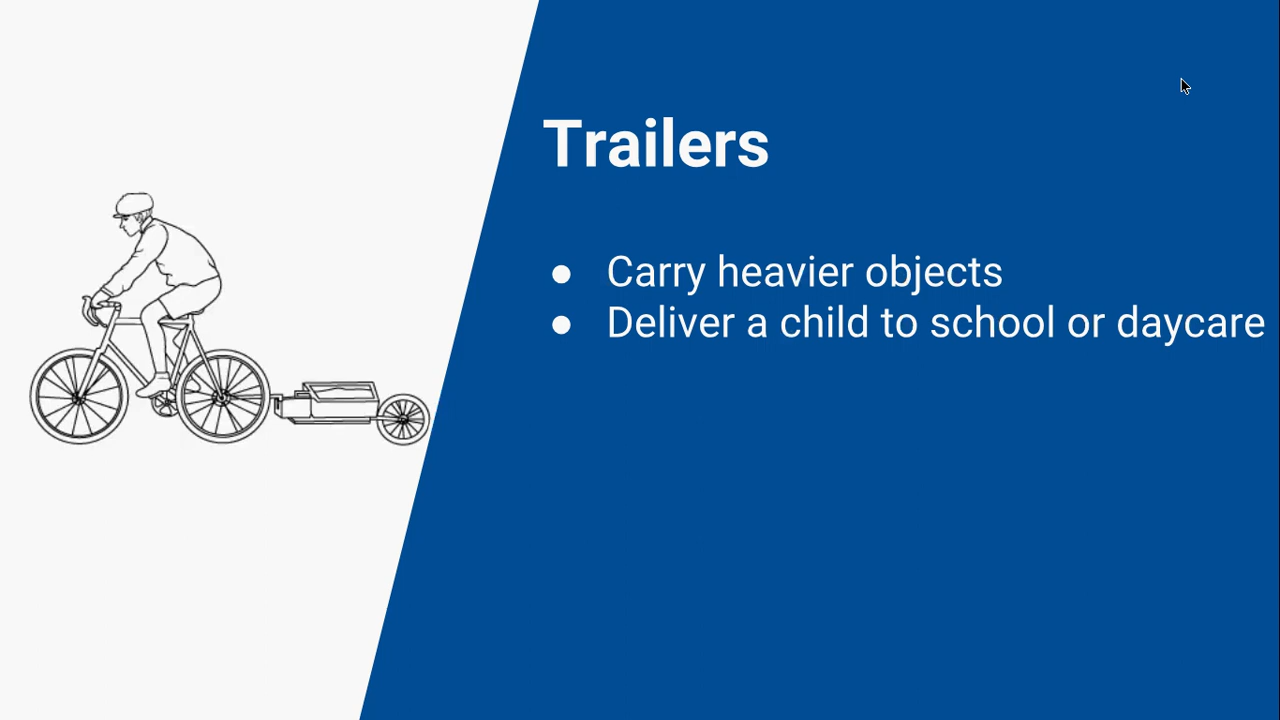 Trailers
● Carry heavier objects
● Deliver a child to school or daycare